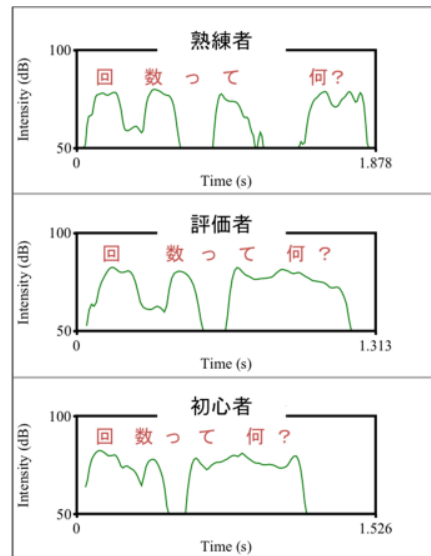 熟練者
100
回 数 っ て 何?
Intensity (dB)
50
0
1.878
Time (s)
評価者
100
回 数 っ て 何 ?
Intensity (dB)
50
0
1.313
Time (s)
初心者
100
回 数 っ て 何 ?
Intensity (dB)
50
0
1.526
Time (s)